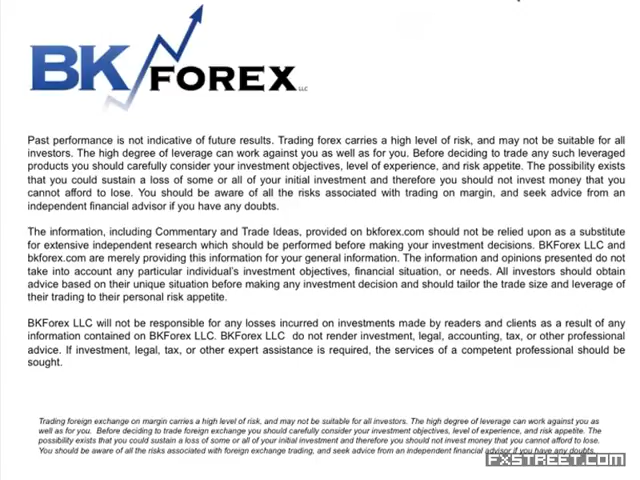 BK FOREX LLC
Past performance is not indicative of future results. Trading forex carries a high level of risk, and may not be suitable for all
investors. The high degree of leverage can work against you as well as for you. Before deciding to trade any such leveraged
products you should carefully consider your investment objectives, level of experience, and risk appetite. The possibility exists
that you could sustain a loss of some or all of your initial investment and therefore you should not invest money that you
cannot afford to lose. You should be aware of all the risks associated with trading on margin, and seek advice from an
independent financial advisor if you have any doubts.
The information, including Commentary and Trade Ideas, provided on bkforex.com should not be relied upon as a substitute
for extensive independent research which should be performed before making your investment decisions. BKForex LLC and
bkforex.com are merely providing this information for your general information. The information and opinions presented do not
take into account any particular individual's investment objectives, financial situation, or needs. All investors should obtain
advice based on their unique situation before making any investment decision and should tailor the trade size and leverage of
their trading to their personal risk appetite.
BKForex LLC will not be responsible for any losses incurred on investments made by readers and clients as a result of any
information contained on BKForex LLC. BKForex LLC do not render investment, legal, accounting, tax, or other professional
advice. If investment, legal, tax, or other expert assistance is required, the services of a competent professional should be
sought.
Trading foreign exchange on margin carries a high level of risk, and may not be suitable for all investors. The high degree of leverage can work against you as
well as for you. Before deciding to trade foreign exchange you should carefully consider your investment objectives, level of experience, and risk appetite. The
possibility exists that you could sustain a loss of some or all of your initial investment and therefore you should not invest money that you cannot afford to lose.
You should be aware of all the risks associated with foreign exchange trading, and seek advice from an independent financial advisor if you have any doubts.
FXSTREET.COM